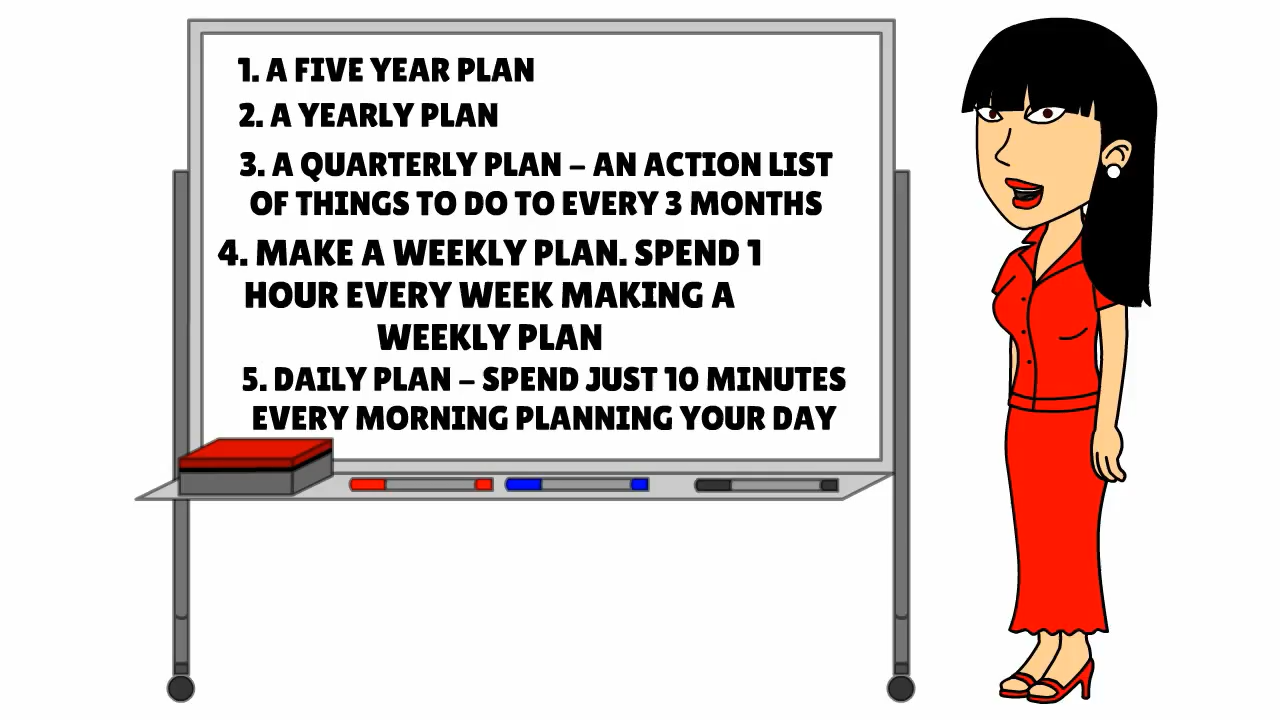 1. A FIVE YEAR PLAN
2. A YEARLY PLAN
3. A QUARTERLY PLAN – AN ACTION LIST
OF THINGS TO DO TO EVERY 3 MONTHS
4. MAKE A WEEKLY PLAN. SPEND 1
HOUR EVERY WEEK MAKING A
WEEKLY PLAN
5. DAILY PLAN – SPEND JUST 10 MINUTES
EVERY MORNING PLANNING YOUR DAY